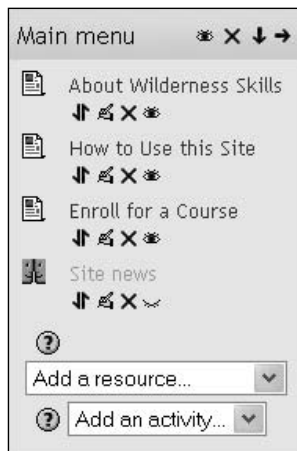 Main menu
About Wilderness Skills
How to Use this Site
Enroll for a Course
Site news
Add a resource...
Add an activity...